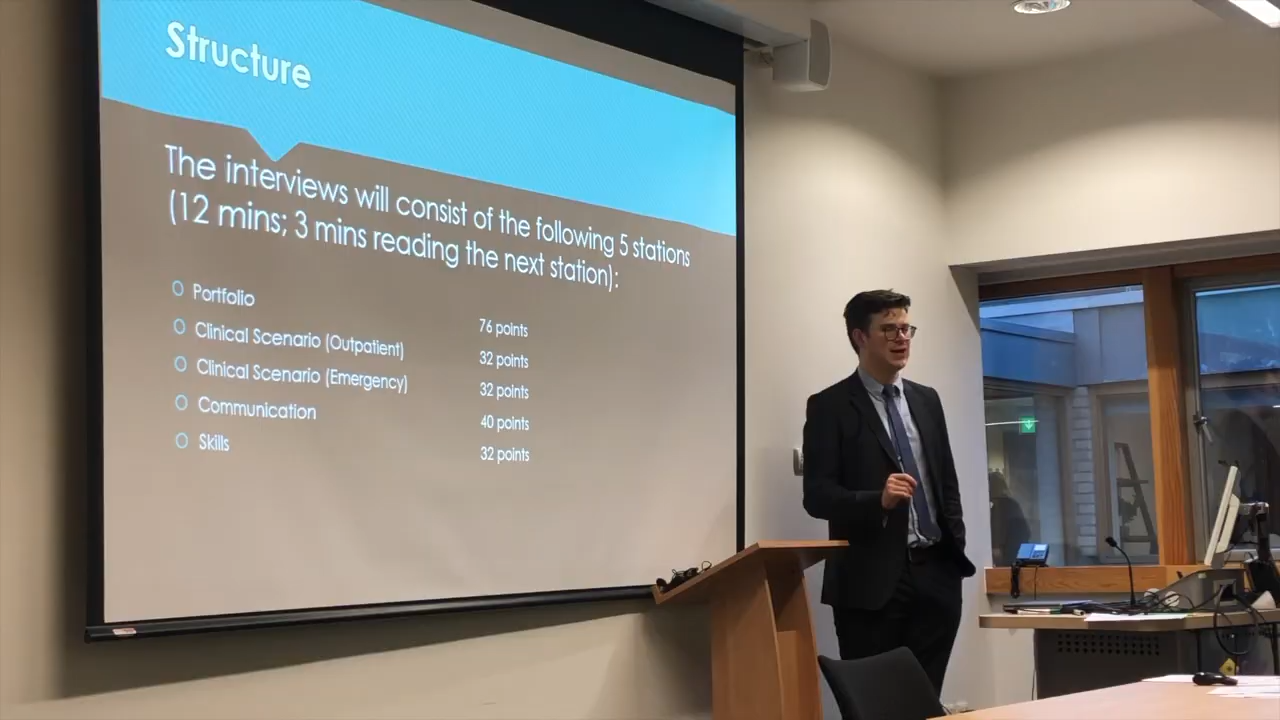 Structure
The interviews will consist of the following 5 stations
(12 mins; 3 mins reading the next station):
Portfolio 76 points
Clinical Scenario (Outpatient) 32 points
Clinical Scenario (Emergency) 32 points
Communication 40 points
Skills 32 points